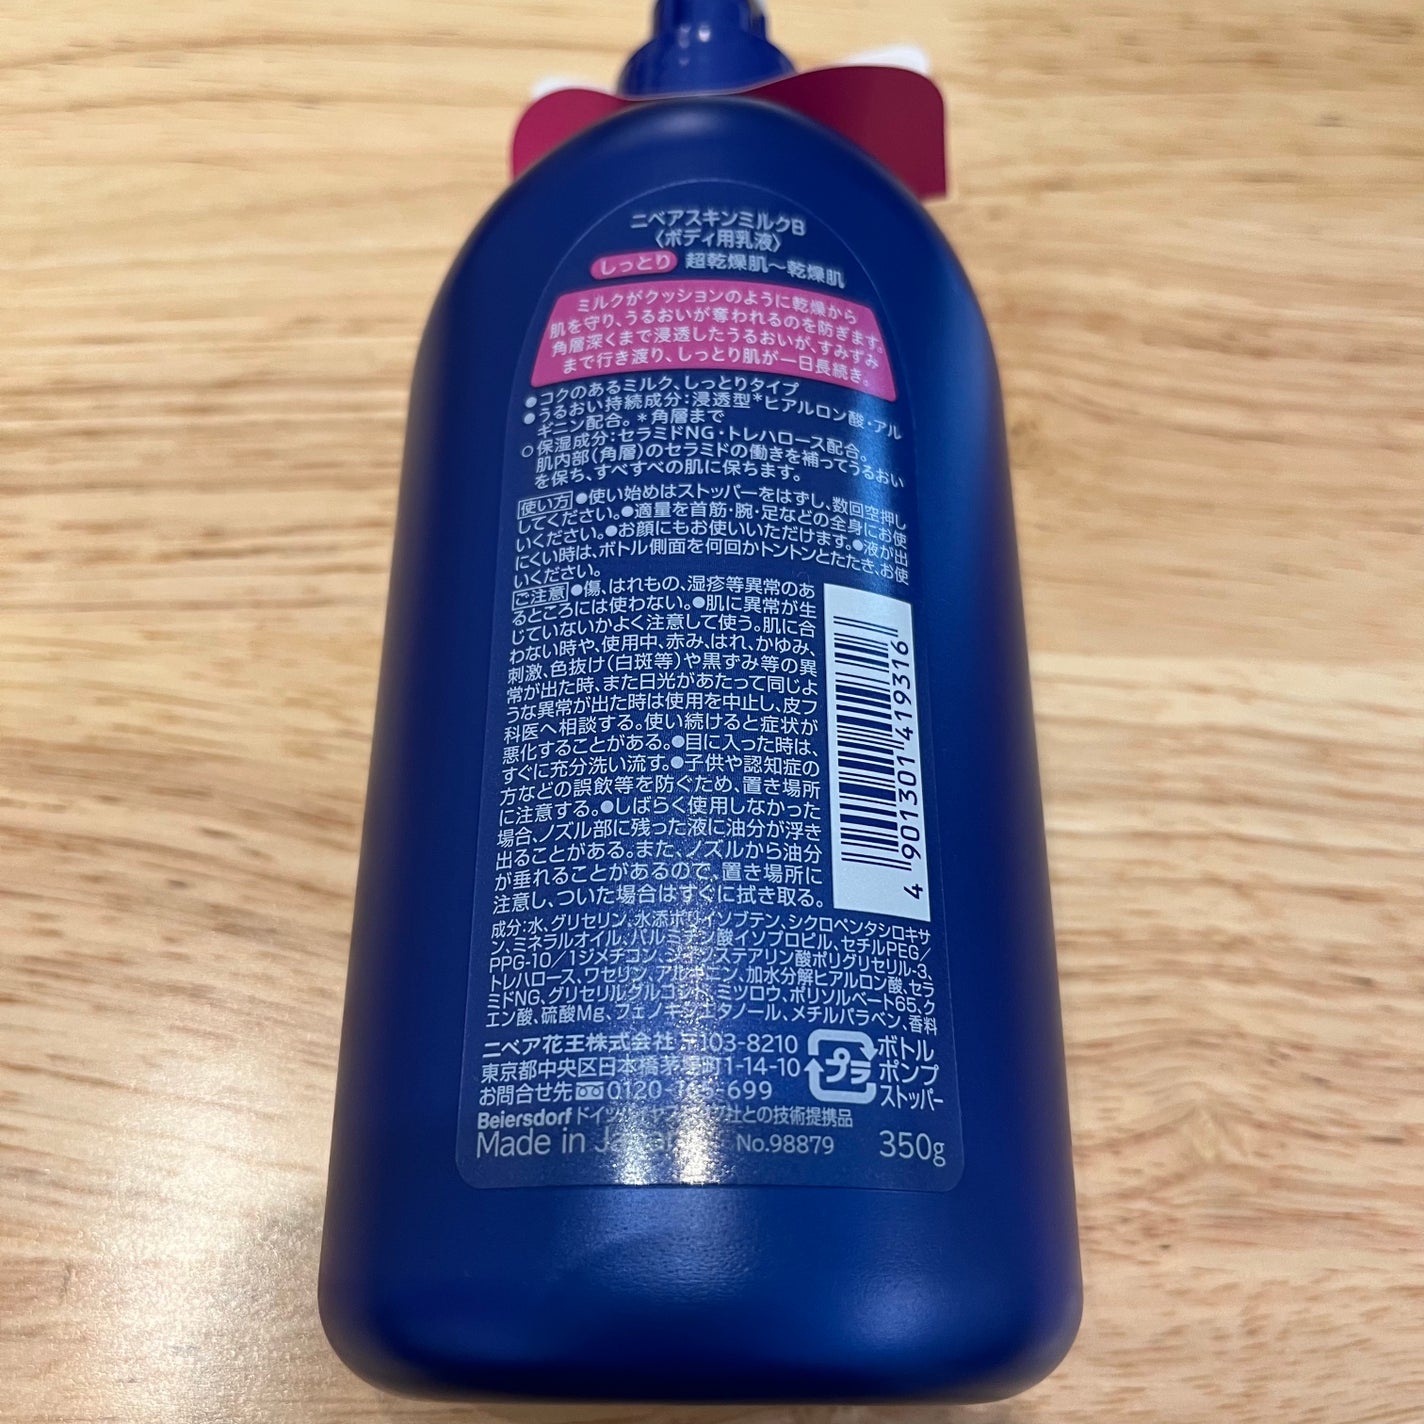 ニベアスキンミルクB
〈ボディ用乳液〉
しっとり 超乾燥肌～乾燥肌
ミルクがクッションのように乾燥から
肌を守り、うるおいが奪われるのを防ぎます。
角層深くまで浸透したうるおいが、すみずみ
まで行き渡り、しっとり肌が一日長続き。
●コクのあるミルク、しっとりタイプ
●うるおい持続成分：浸透型＊ヒアルロン酸・アル
ギニン配合。＊角層まで
○保湿成分：セラミドNG・トレハロース配合。
肌内部(角層)のセラミドの働きを補ってうるおい
を保ち、すべすべの肌に保ちます。
使い方●使い始めはストッパーをはずし、数回空押し
してください。●適量を首筋・腕・足などの全身にお使
いください。●お顔にもお使いいただけます。●液が出
にくい時は、ボトル側面を何回かトントンとたたき、お使
いください。
ご注意●傷、はれもの、湿疹等異常のあ
るところには使わない。●肌に異常が生
じていないかよく注意して使う。肌に合
わない時や、使用中、赤み、はれ、かゆみ、
刺激、色抜け(白斑等)や黒ずみ等の異
常が出た時、また日光があたって同じよ
うな異常が出た時は使用を中止し、皮フ
科医へ相談する。使い続けると症状が
悪化することがある。●目に入った時は、
すぐに充分洗い流す。●子供や認知症の
方などの誤飲等を防ぐため、置き場所
に注意する。●しばらく使用しなかった
場合、ノズル部に残った液に油分が浮き
出ることがある。また、ノズルから油分
が垂れることがあるので、置き場所に
注意し、ついた場合はすぐに拭き取る。
4 901301 419316
成分：水、グリセリン、水添ポリイソブテン、シクロペンタシロキサ
ン、ミネラルオイル、パルミチン酸イソプロピル、セチルPEG/
PPG-10/1ジメチコン、ステアリン酸ポリグリセリル-3、
トレハロース、ワセリン、アルギニン、加水分解ヒアルロン酸、セラ
ミドNG、グリセリルグルコシド、ミツロウ、ポリソルベート65、ク
エン酸、硫酸Mg、フェノキシエタノール、メチルパラベン、香料
ニベア花王株式会社 〒103-8210
東京都中央区日本橋茅場町1-14-10
お問合せ先 0120- -699
プラ
ボトル
ポンプ
ストッパー
Beiersdorf ドイツ 社との技術提携品
Made in Japan No.98879 350g